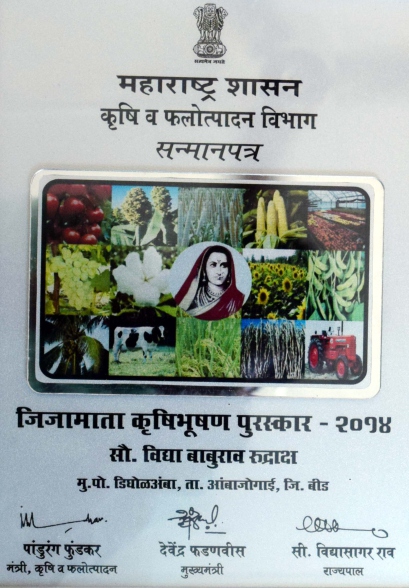 सत्यमेव जयते
महाराष्ट्र शासन
कृषि व फलोत्पादन विभाग
सन्मानपत्र
जिजामाता कृषिभूषण पुरस्कार - २०१४
सौ. विद्या बाबुराव रुद्राक्ष
मु.पो. डिघोळअंबा, ता. आंबाजोगाई, जि. बीड
पांडुरंग फुंडकर देवेंद्र फडणवीस सी. विद्यासागर राव
मंत्री, कृषि व फलोत्पादन मुख्यमंत्री राज्यपाल